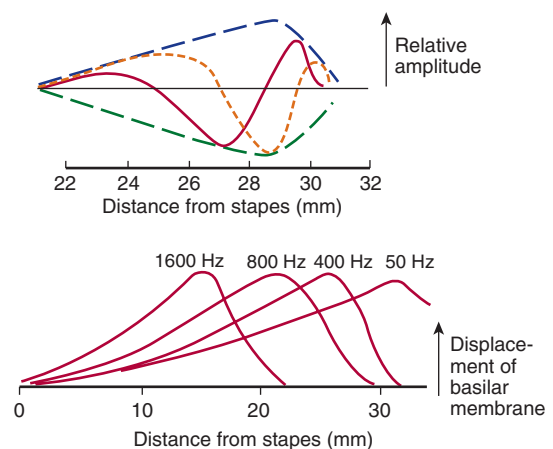 Relative
amplitude
22 24 26 28 30 32
Distance from stapes (mm)
1600 Hz 800 Hz 400 Hz 50 Hz
Displace-
ment of
basilar
membrane
0 10 20 30
Distance from stapes (mm)